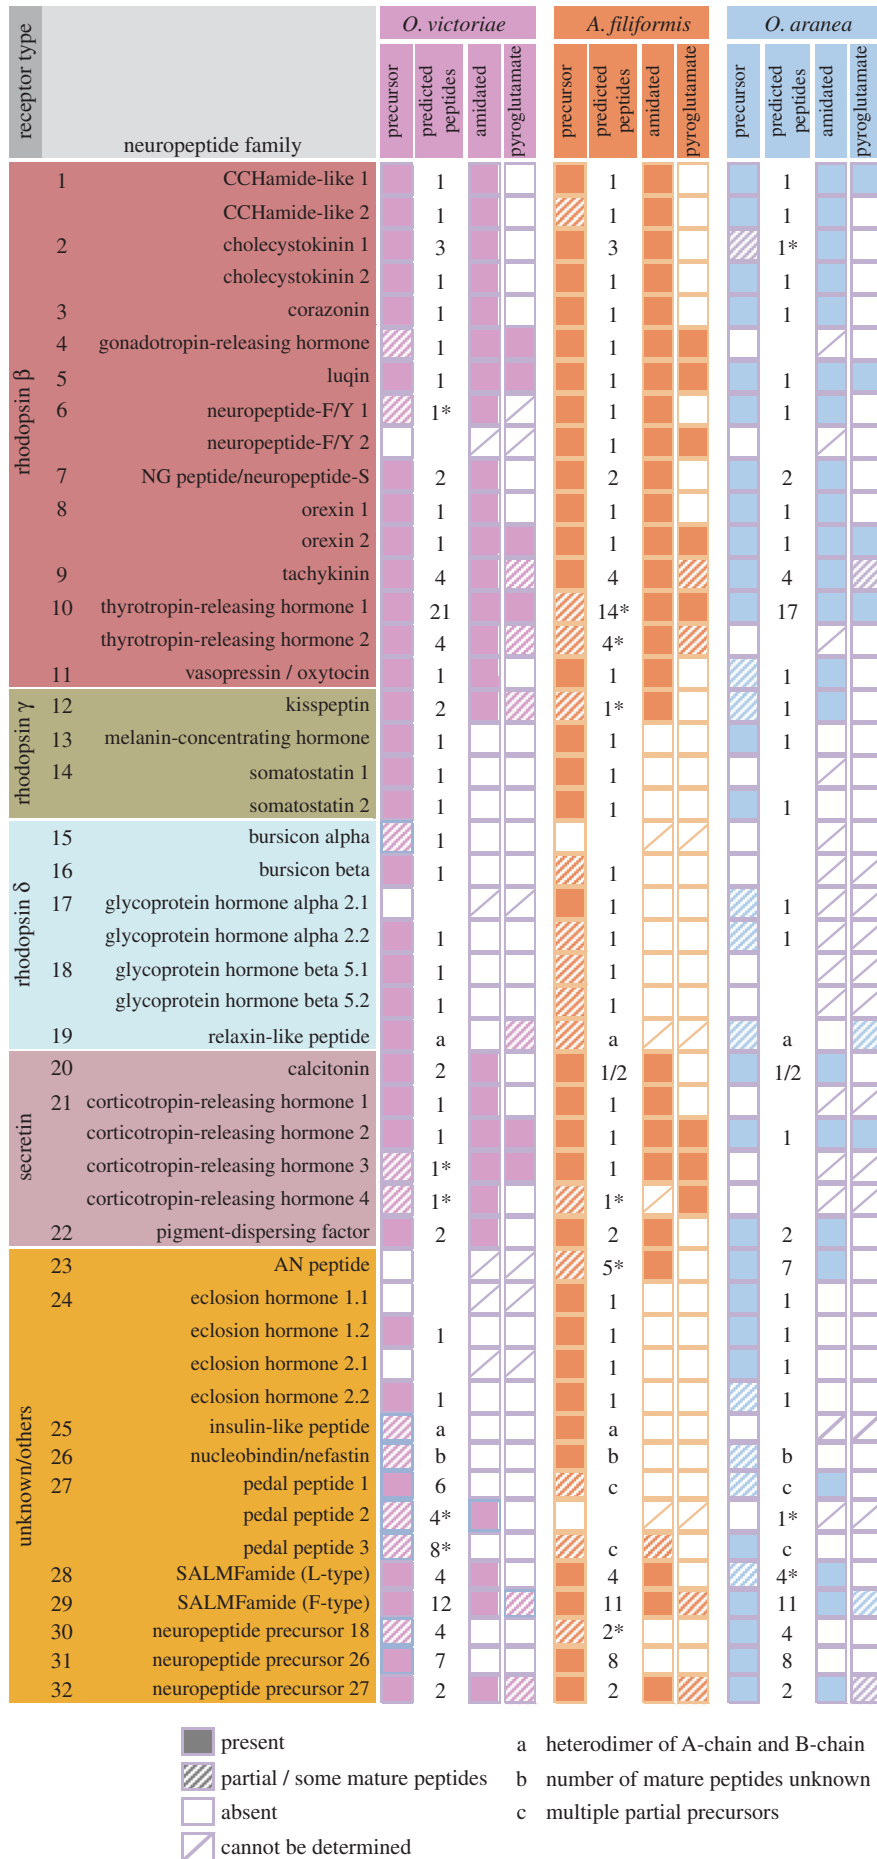 O. victoriae A. filiformis O. aranea
receptor type neuropeptide family precursor predicted peptides amidated pyroglutamate precursor predicted peptides amidated pyroglutamate precursor predicted peptides amidated pyroglutamate
rhodopsin β
1 CCHamide-like 1 1 1 1
CCHamide-like 2 1 1 1
2 cholecystokinin 1 3 3 1*
cholecystokinin 2 1 1 1
3 corazonin 1 1 1
4 gonadotropin-releasing hormone 1 1
5 luqin 1 1 1
6 neuropeptide-F/Y 1 1* 1 1
neuropeptide-F/Y 2 1
7 NG peptide/neuropeptide-S 2 2 2
8 orexin 1 1 1 1
orexin 2 1 1 1
9 tachykinin 4 4 4
10 thyrotropin-releasing hormone 1 21 14* 17
thyrotropin-releasing hormone 2 4 4*
11 vasopressin / oxytocin 1 1 1
rhodopsin γ
12 kisspeptin 2 1* 1
13 melanin-concentrating hormone 1 1 1
14 somatostatin 1 1 1
somatostatin 2 1 1 1
rhodopsin δ
15 bursicon alpha 1
16 bursicon beta 1 1
17 glycoprotein hormone alpha 2.1 1 1
glycoprotein hormone alpha 2.2 1 1 1
18 glycoprotein hormone beta 5.1 1 1
glycoprotein hormone beta 5.2 1 1
19 relaxin-like peptide a a a
secretin
20 calcitonin 2 1/2 1/2
21 corticotropin-releasing hormone 1 1 1
corticotropin-releasing hormone 2 1 1 1
corticotropin-releasing hormone 3 1* 1
corticotropin-releasing hormone 4 1* 1*
22 pigment-dispersing factor 2 2 2
unknown/others
23 AN peptide 5* 7
24 eclosion hormone 1.1 1 1
eclosion hormone 1.2 1 1 1
eclosion hormone 2.1 1 1
eclosion hormone 2.2 1 1 1
25 insulin-like peptide a a
26 nucleobindin/nefastin b b b
27 pedal peptide 1 6 c c
pedal peptide 2 4* 1*
pedal peptide 3 8* c c
28 SALMFamide (L-type) 4 4 4*
29 SALMFamide (F-type) 12 11 11
30 neuropeptide precursor 18 4 2* 4
31 neuropeptide precursor 26 7 8 8
32 neuropeptide precursor 27 2 2 2
present
partial / some mature peptides
absent
cannot be determined
a heterodimer of A-chain and B-chain
b number of mature peptides unknown
c multiple partial precursors